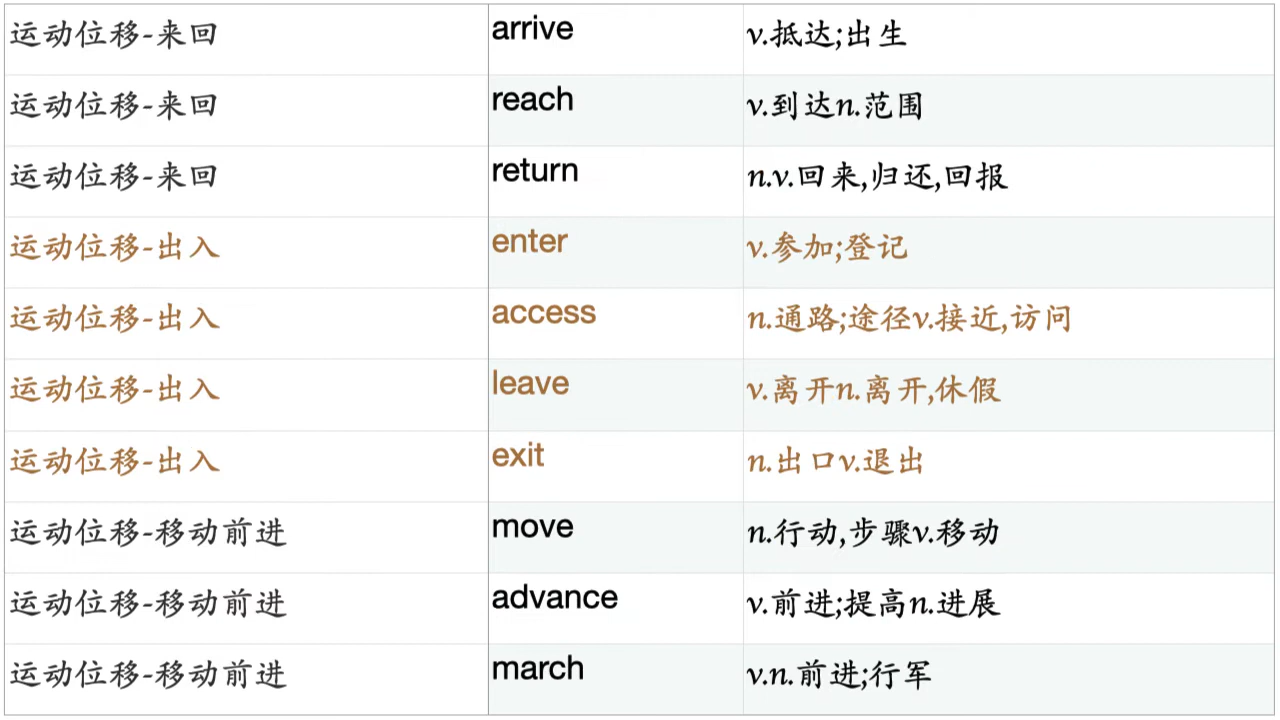 运动位移-来回 arrive v.抵达;出生
运动位移-来回 reach v.到达n.范围
运动位移-来回 return n.v.回来,归还,回报
运动位移-出入 enter v.参加;登记
运动位移-出入 access n.通路;途径v.接近,访问
运动位移-出入 leave v.离开n.离开,休假
运动位移-出入 exit n.出口v.退出
运动位移-移动前进 move n.行动,步骤v.移动
运动位移-移动前进 advance v.前进;提高n.进展
运动位移-移动前进 march v.n.前进;行军